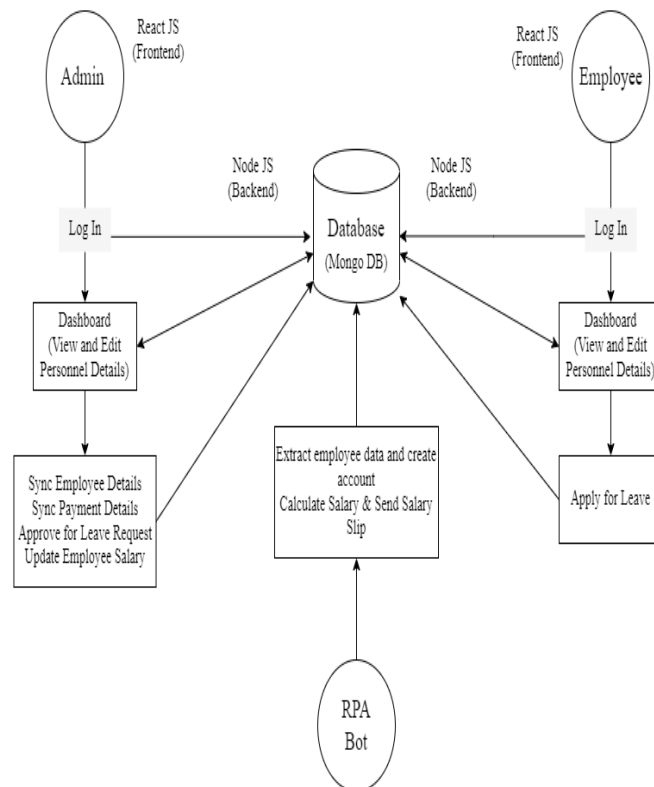 React JS
(Frontend)
Admin
React JS
(Frontend)
Employee
Node JS
(Backend)
Node JS
(Backend)
Database
(Mongo DB)
Log In
Log In
Dashboard
(View and Edit
Personnel Details)
Dashboard
(View and Edit
Personnel Details)
Sync Employee Details
Sync Payment Details
Approve for Leave Request
Update Employee Salary
Extract employee data and create
account
Calculate Salary & Send Salary
Slip
Apply for Leave
RPA
Bot